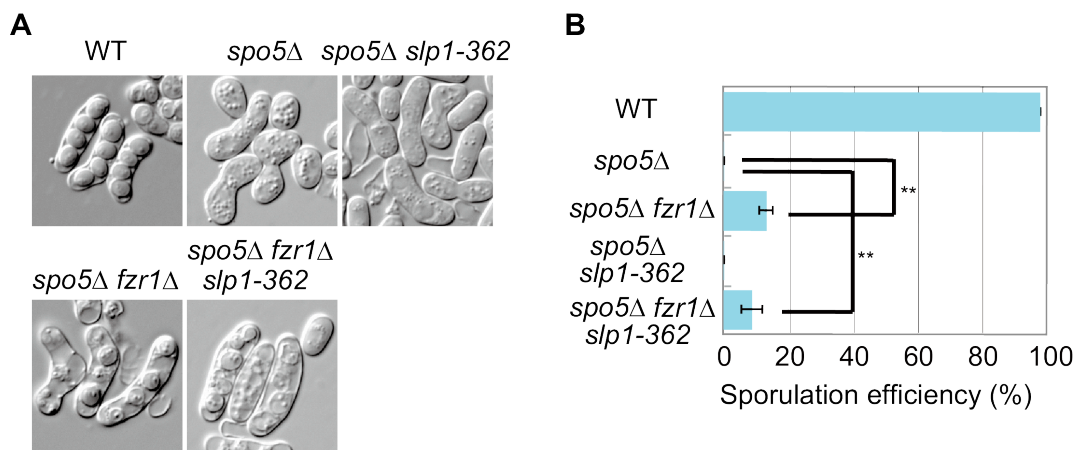 A
WT
spo5Δ
spo5Δ slp1-362
spo5Δ fzr1Δ
spo5Δ fzr1Δ
slp1-362
B
WT
spo5Δ
spo5Δ fzr1Δ
spo5Δ
slp1-362
spo5Δ fzr1Δ
slp1-362
**
**
0 20 40 60 80 100
Sporulation efficiency (%)